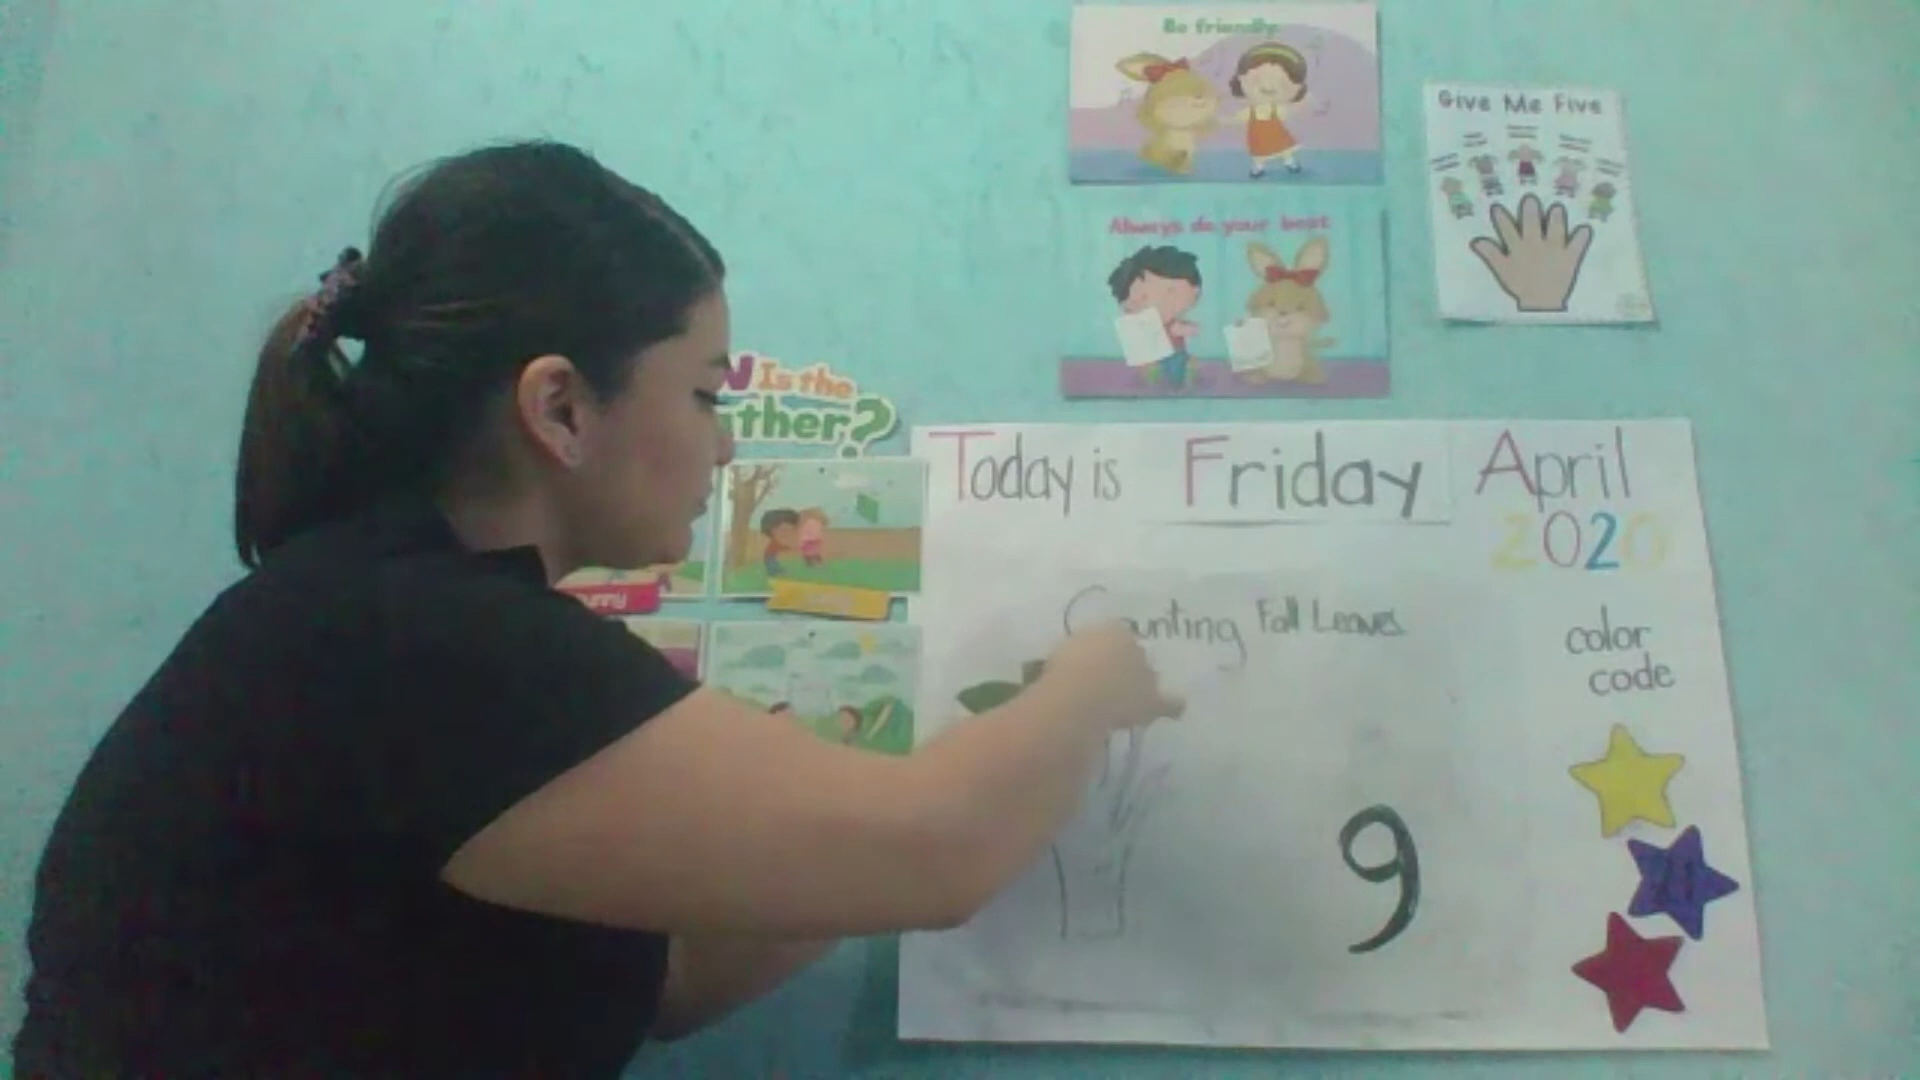 Be friendly
Give Me Five
Always do your best
Is the
ther?
unny
Today is Friday April
2020
Counting Fall Leaves
color
code
9